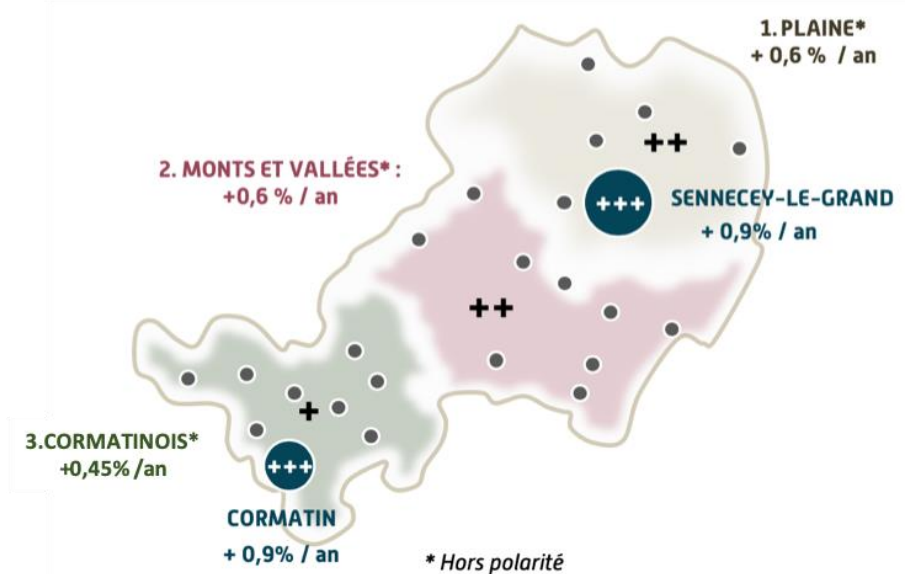 1. PLAINE*
+ 0,6 % / an
++
2. MONTS ET VALLÉES* :
+0,6 % / an
+++
SENNECEY-LE-GRAND
+ 0,9% / an
++
+
3.CORMATINOIS*
+0,45% /an
+++
CORMATIN
+ 0,9% / an
* Hors polarité